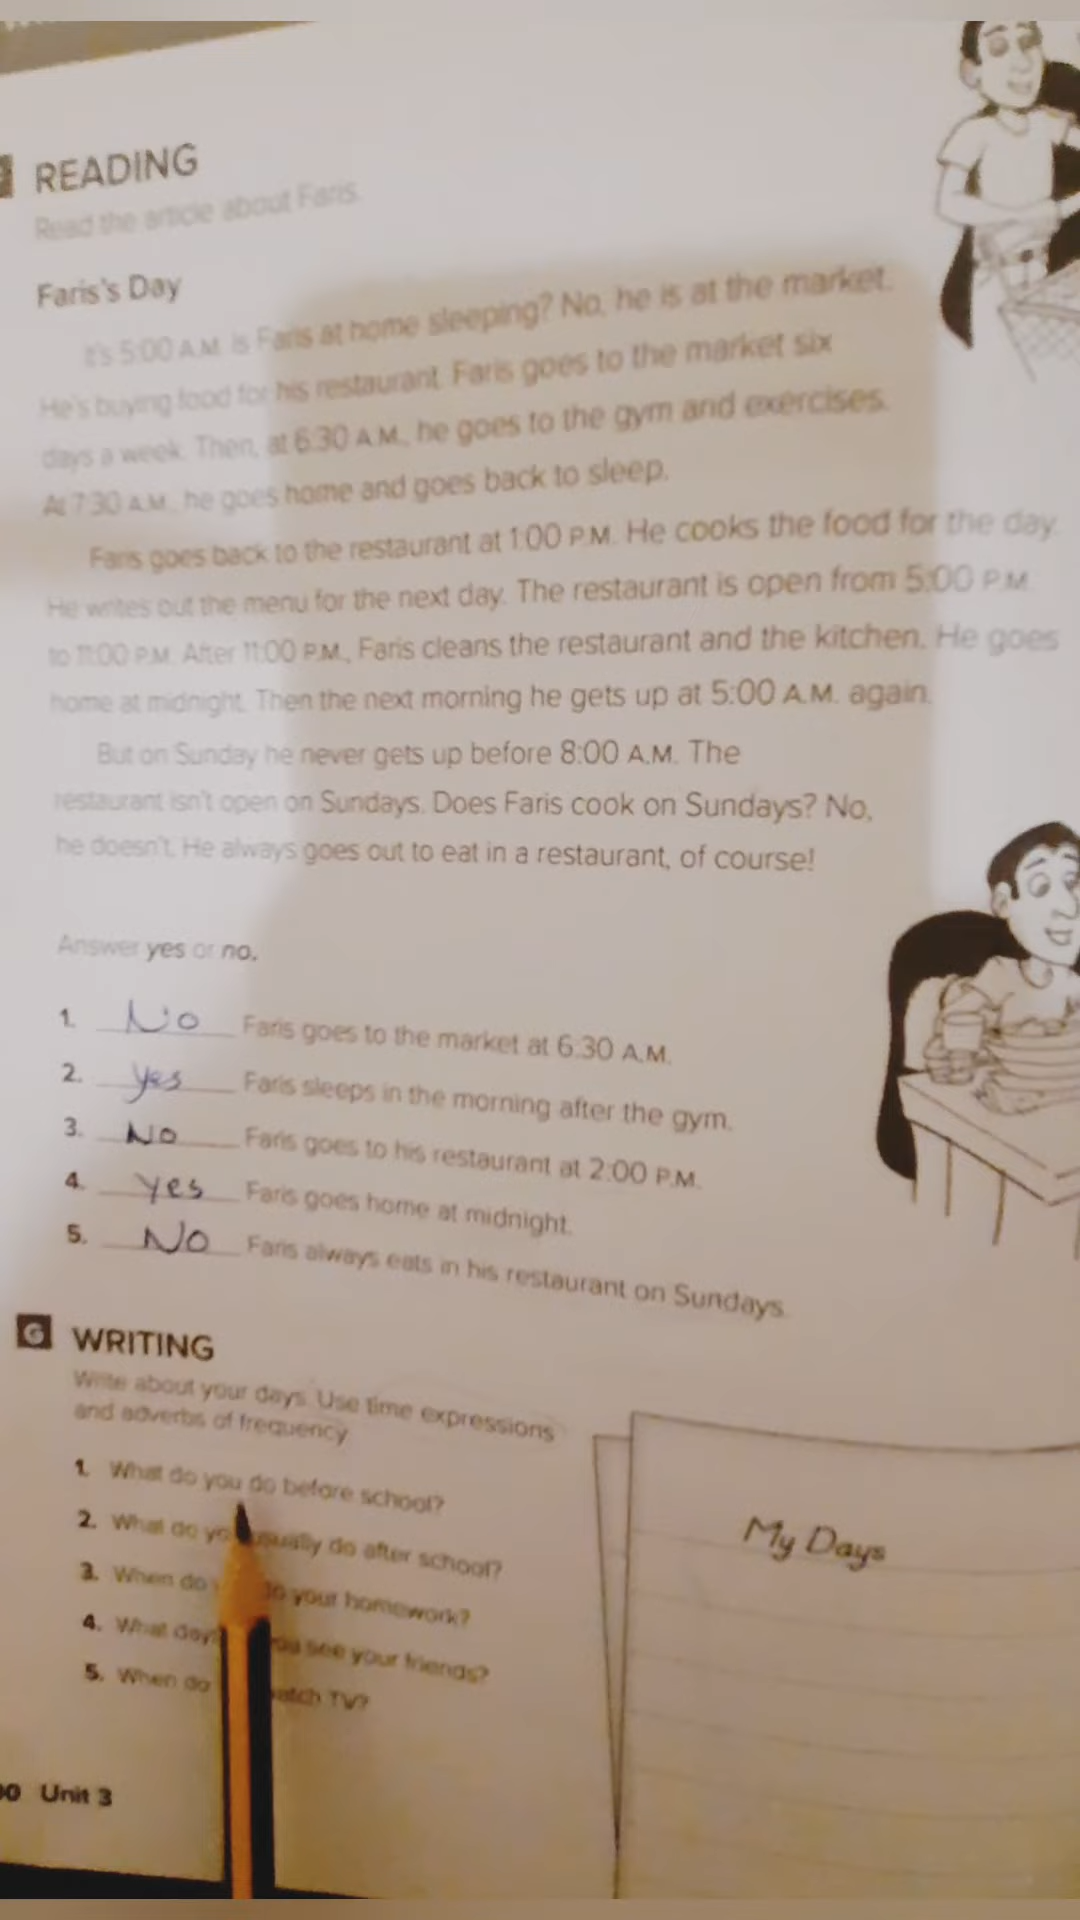 READING
Read the article about Faris.
Faris's Day
It's 5:00 A.M. Is Faris at home sleeping? No, he is at the market.
He's buying food for his restaurant. Faris goes to the market six
days a week. Then, at 6:30 A.M., he goes to the gym and exercises.
At 7:30 A.M., he goes home and goes back to sleep.
Faris goes back to the restaurant at 1:00 P.M. He cooks the food for the day.
He writes out the menu for the next day. The restaurant is open from 5:00 P.M.
to 11:00 P.M. After 11:00 P.M., Faris cleans the restaurant and the kitchen. He goes
home at midnight. Then the next morning he gets up at 5:00 A.M. again.
But on Sunday he never gets up before 8:00 A.M. The
restaurant isn't open on Sundays. Does Faris cook on Sundays? No,
he doesn't. He always goes out to eat in a restaurant, of course!
Answer yes or no.
1. No Faris goes to the market at 6:30 A.M.
2. yes Faris sleeps in the morning after the gym.
3. No Faris goes to his restaurant at 2:00 P.M.
4. yes Faris goes home at midnight.
5. No Faris always eats in his restaurant on Sundays.
G WRITING
Write about your days. Use time expressions
and adverbs of frequency.
1. What do you do before school?
2. What do you usually do after school?
3. When do your homework?
4. What days you see your friends?
5. When do watch TV?
My Days
Unit 3